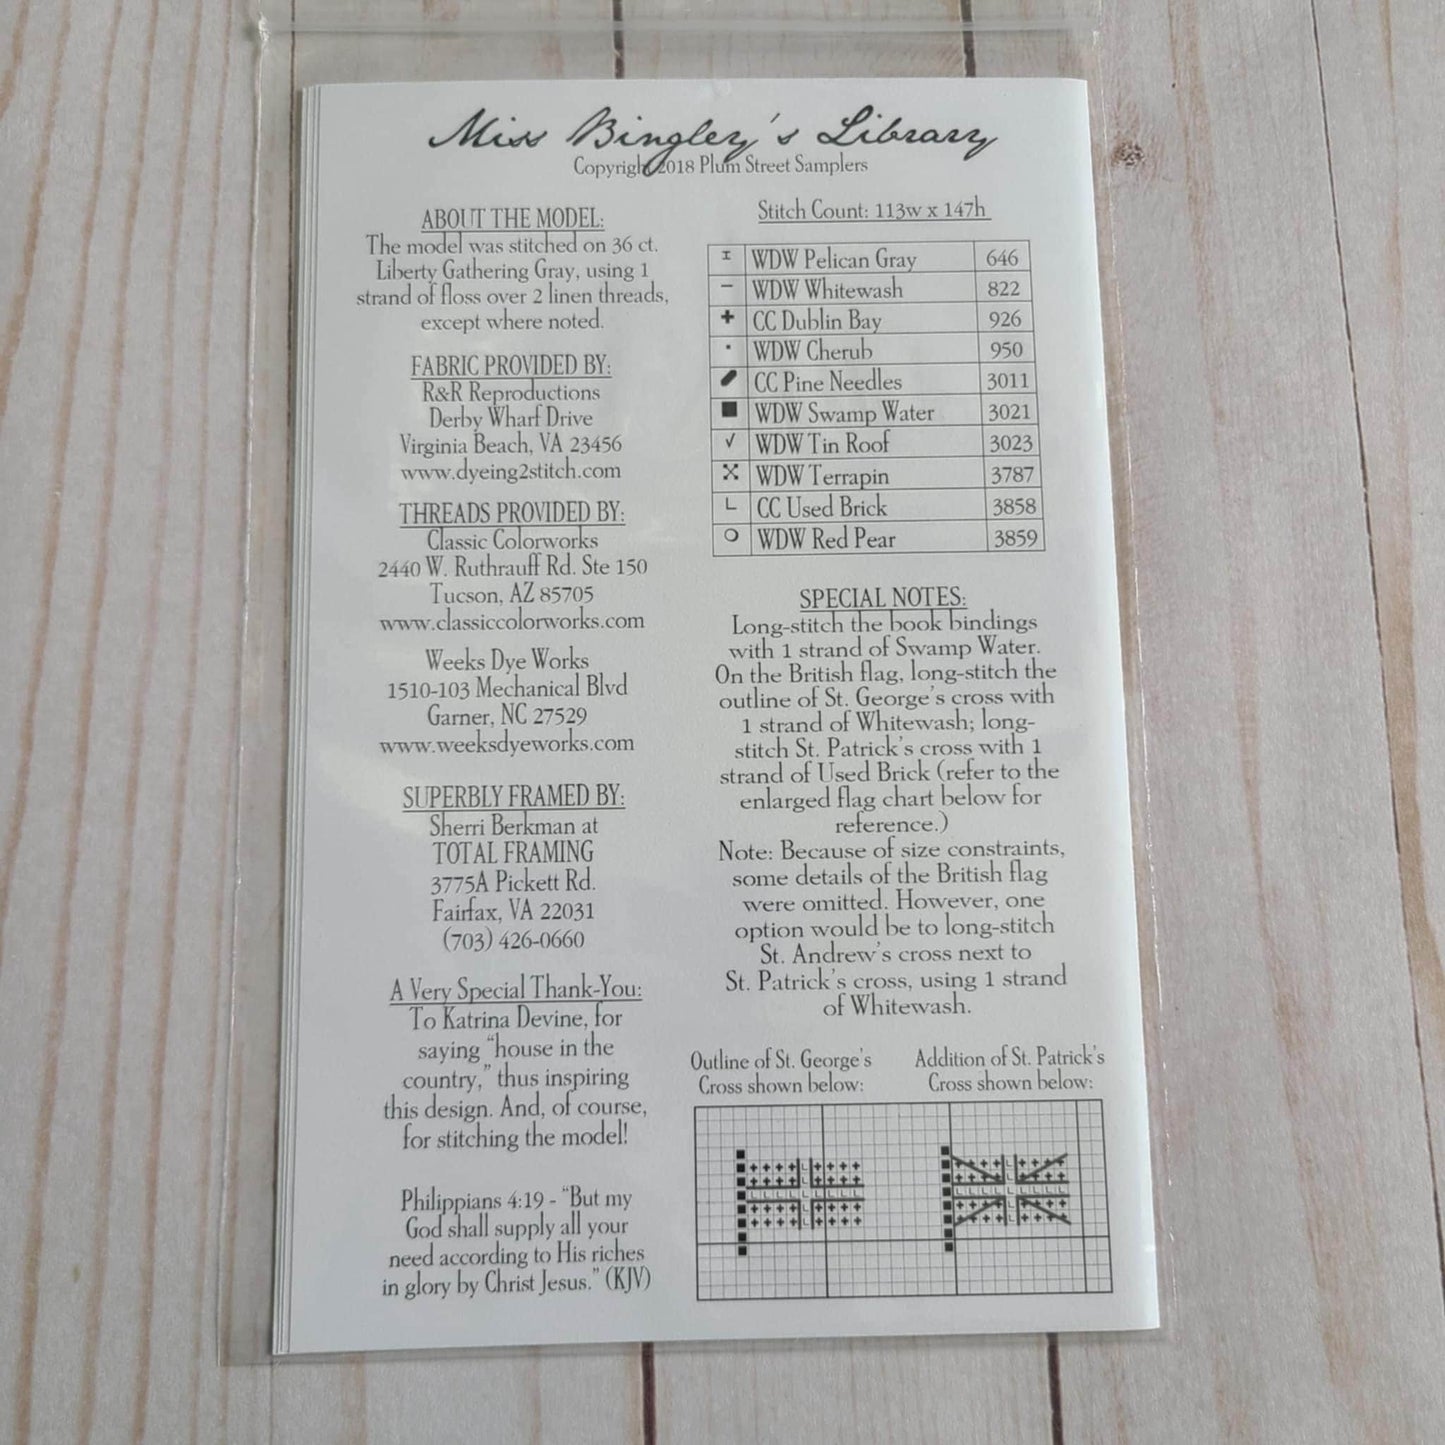 Miss Bingley's Library
Copyright 2018 Plum Street Samplers
ABOUT THE MODEL:
The model was stitched on 36 ct.
Liberty Gathering Gray, using 1
strand of floss over 2 linen threads,
except where noted.
FABRIC PROVIDED BY:
R&R Reproductions
Derby Wharf Drive
Virginia Beach, VA 23456
www.dyeing2stitch.com
THREADS PROVIDED BY:
Classic Colorworks
2440 W. Ruthrauff Rd. Ste 150
Tucson, AZ 85705
www.classiccolorworks.com
Weeks Dye Works
1510-103 Mechanical Blvd
Garner, NC 27529
www.weeksdyeworks.com
SUPERBLY FRAMED BY:
Sherri Berkman at
TOTAL FRAMING
3775A Pickett Rd.
Fairfax, VA 22031
(703) 426-0660
A Very Special Thank-You:
To Katrina Devine, for
saying "house in the
country," thus inspiring
this design. And, of course,
for stitching the model!
Philippians 4:19 - "But my
God shall supply all your
need according to His riches
in glory by Christ Jesus." (KJV)
Stitch Count: 113w x 147h
WDW Pelican Gray 646
WDW Whitewash 822
CC Dublin Bay 926
WDW Cherub 950
CC Pine Needles 3011
WDW Swamp Water 3021
WDW Tin Roof 3023
WDW Terrapin 3787
CC Used Brick 3858
WDW Red Pear 3859
SPECIAL NOTES:
Long-stitch the book bindings
with 1 strand of Swamp Water.
On the British flag, long-stitch the
outline of St. George's cross with
1 strand of Whitewash; long-
stitch St. Patrick's cross with 1
strand of Used Brick (refer to the
enlarged flag chart below for
reference.)
Note: Because of size constraints,
some details of the British flag
were omitted. However, one
option would be to long-stitch
St. Andrew's cross next to
St. Patrick's cross, using 1 strand
of Whitewash.
Outline of St. George's
Cross shown below:
Addition of St. Patrick's
Cross shown below: